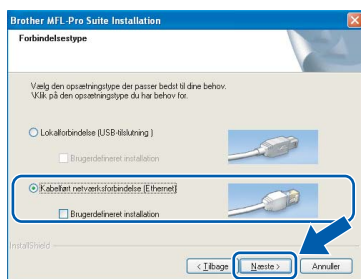 Brother MFL-Pro Suite Installation
Forbindelsestype
Vælg den opsætningstype der passer bedst til dine behov.
Klik på den opsætningstype du har behov for.
Lokalforbindelse (USB-tilslutning )
Brugerdefineret installation
Kabelført netværksforbindelse (Ethernet)
Brugerdefineret installation
InstallShield
< Tilbage
Næste >
Annuller